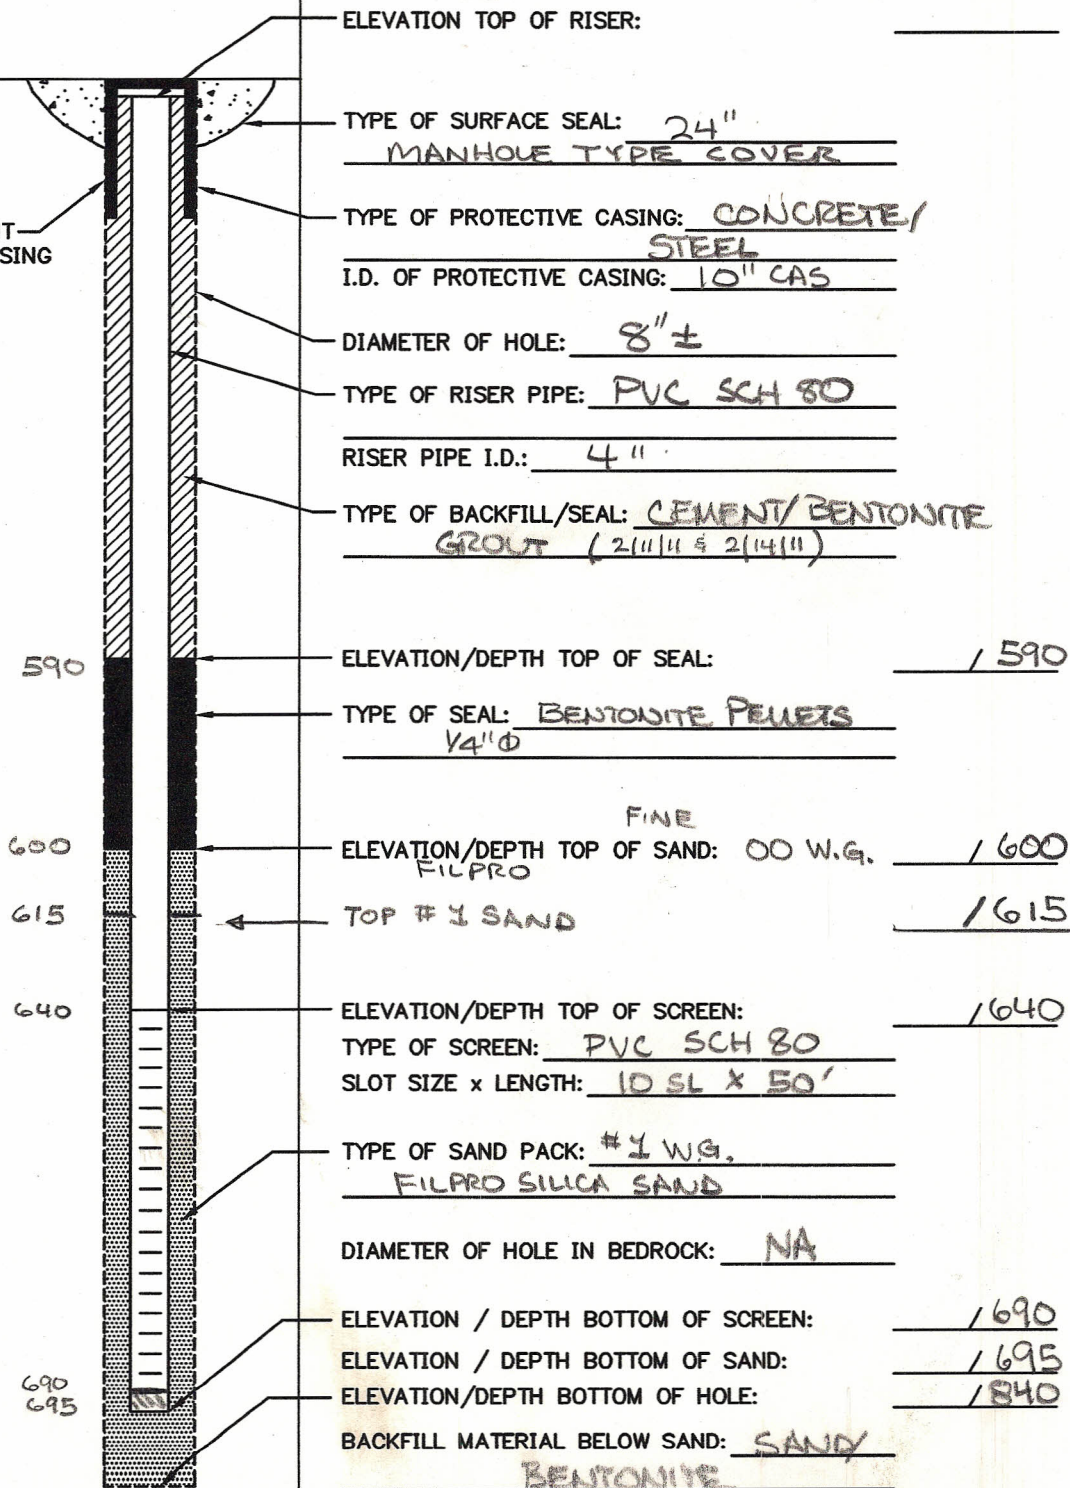 ELEVATION TOP OF RISER:
TYPE OF SURFACE SEAL: 24"
MANHOLE TYPE COVER
TYPE OF PROTECTIVE CASING: CONCRETE/
STEEL
T
SING
I.D. OF PROTECTIVE CASING: 10" CAS
DIAMETER OF HOLE: 8"±
TYPE OF RISER PIPE: PVC SCH 80
RISER PIPE I.D.: 4"
TYPE OF BACKFILL/SEAL: CEMENT/BENTONITE
GROUT (2/11/11 & 2/14/11)
590 ELEVATION/DEPTH TOP OF SEAL: / 590
TYPE OF SEAL: BENTONITE PELLETS
1/4"Φ
FINE
600 ELEVATION/DEPTH TOP OF SAND: 00 W.G. / 600
FILPRO
615 TOP #1 SAND / 615
640 ELEVATION/DEPTH TOP OF SCREEN: / 640
TYPE OF SCREEN: PVC SCH 80
SLOT SIZE x LENGTH: 10 SL X 50'
TYPE OF SAND PACK: #1 W.G.
FILPRO SILICA SAND
DIAMETER OF HOLE IN BEDROCK: NA
ELEVATION / DEPTH BOTTOM OF SCREEN: / 690
ELEVATION / DEPTH BOTTOM OF SAND: / 695
690
695
ELEVATION/DEPTH BOTTOM OF HOLE: / 840
BACKFILL MATERIAL BELOW SAND: SAND/
BENTONITE